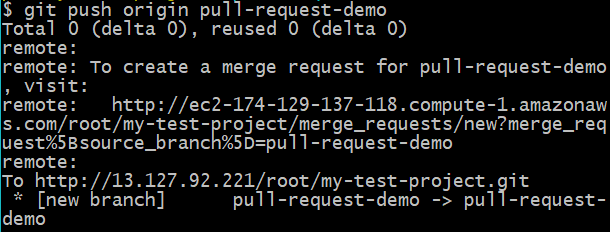 $ git push origin pull-request-demo
Total 0 (delta 0), reused 0 (delta 0)
remote:
remote: To create a merge request for pull-request-demo
, visit:
remote:   http://ec2-174-129-137-118.compute-1.amazonaw
s.com/root/my-test-project/merge_requests/new?merge_req
uest%5Bsource_branch%5D=pull-request-demo
remote:
To http://13.127.92.221/root/my-test-project.git
 * [new branch]      pull-request-demo -> pull-request-
demo